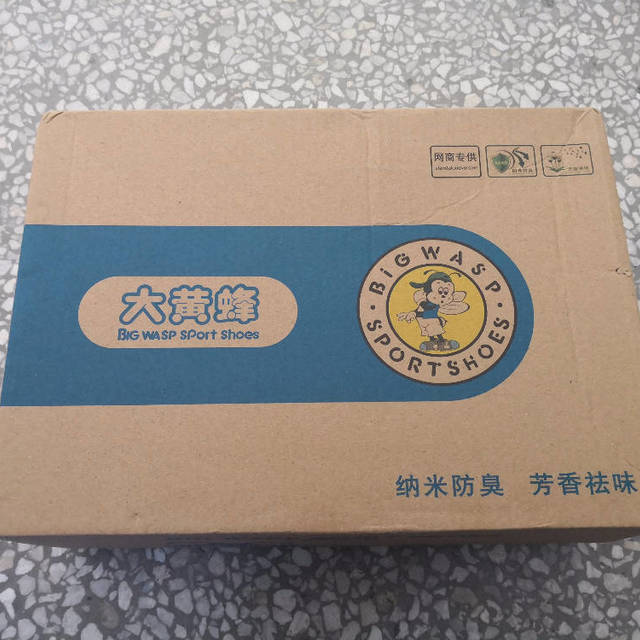 网商专供
大黄蜂
BIG WASP SPORT SHOES
BIG WASP
SPORTSHOES
纳米防臭 芳香祛味